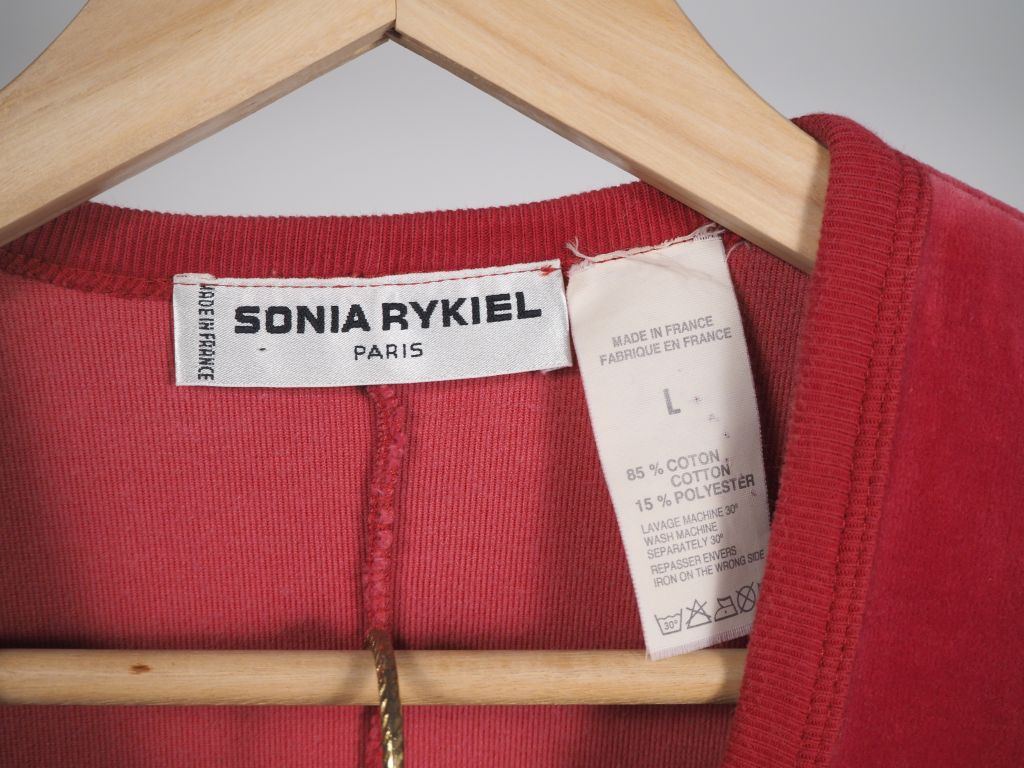 MADE IN FRANCE
SONIA RYKIEL
PARIS
MADE IN FRANCE
FABRIQUE EN FRANCE
L
85 % COTON
COTTON
15 % POLYESTER
LAVAGE MACHINE 30°
WASH MACHINE
SEPARATELY 30°
REPASSER ENVERS
IRON ON THE WRONG SIDE
30°